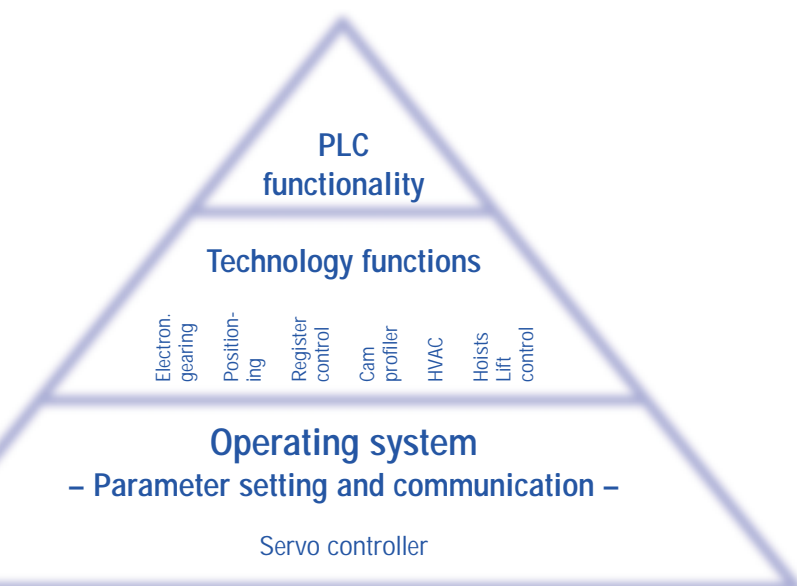 PLC
functionality
Technology functions
Electron.
gearing
Position-
ing
Register
control
Cam
profiler
HVAC
Hoists
Lift
control
Operating system
– Parameter setting and communication –
Servo controller